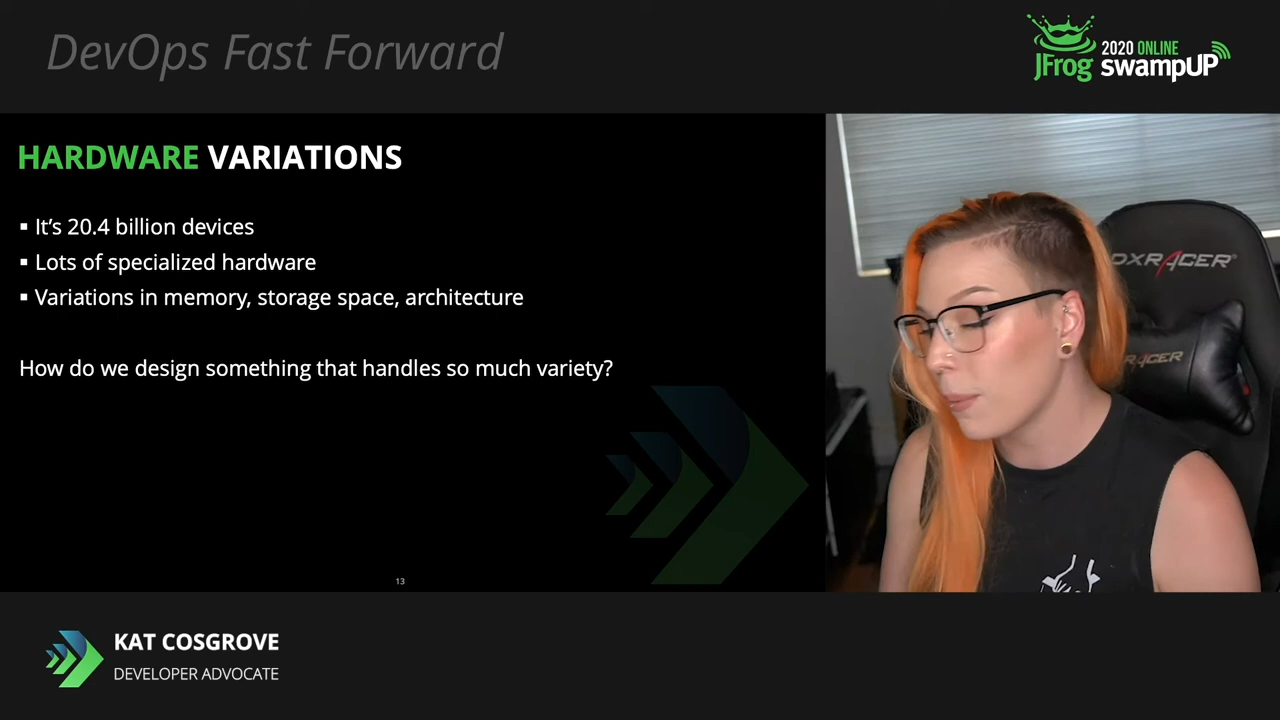 DevOps Fast Forward
JFrog
2020 ONLINE
swampUP
HARDWARE VARIATIONS
▪ It's 20.4 billion devices
▪ Lots of specialized hardware
▪ Variations in memory, storage space, architecture
How do we design something that handles so much variety?
13
DXRACER
RACER
KAT COSGROVE
DEVELOPER ADVOCATE